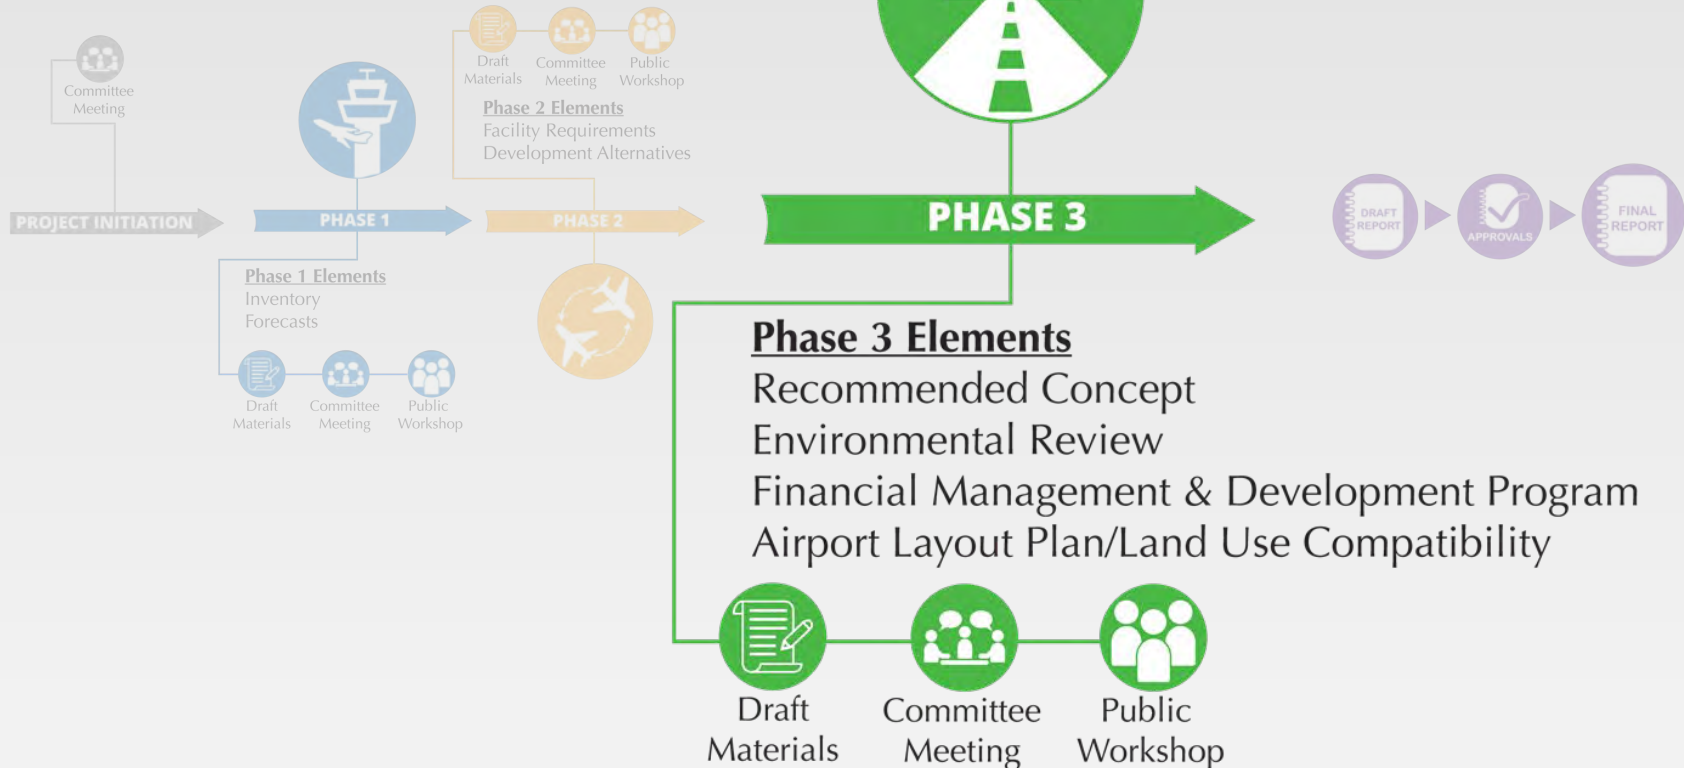 Committee
Meeting
PROJECT INITIATION
PHASE 1
Phase 1 Elements
Inventory
Forecasts
Draft
Materials
Committee
Meeting
Public
Workshop
Draft
Materials
Committee
Meeting
Public
Workshop
Phase 2 Elements
Facility Requirements
Development Alternatives
PHASE 2
PHASE 3
Phase 3 Elements
Recommended Concept
Environmental Review
Financial Management & Development Program
Airport Layout Plan/Land Use Compatibility
Draft
Materials
Committee
Meeting
Public
Workshop
DRAFT
REPORT
APPROVALS
FINAL
REPORT